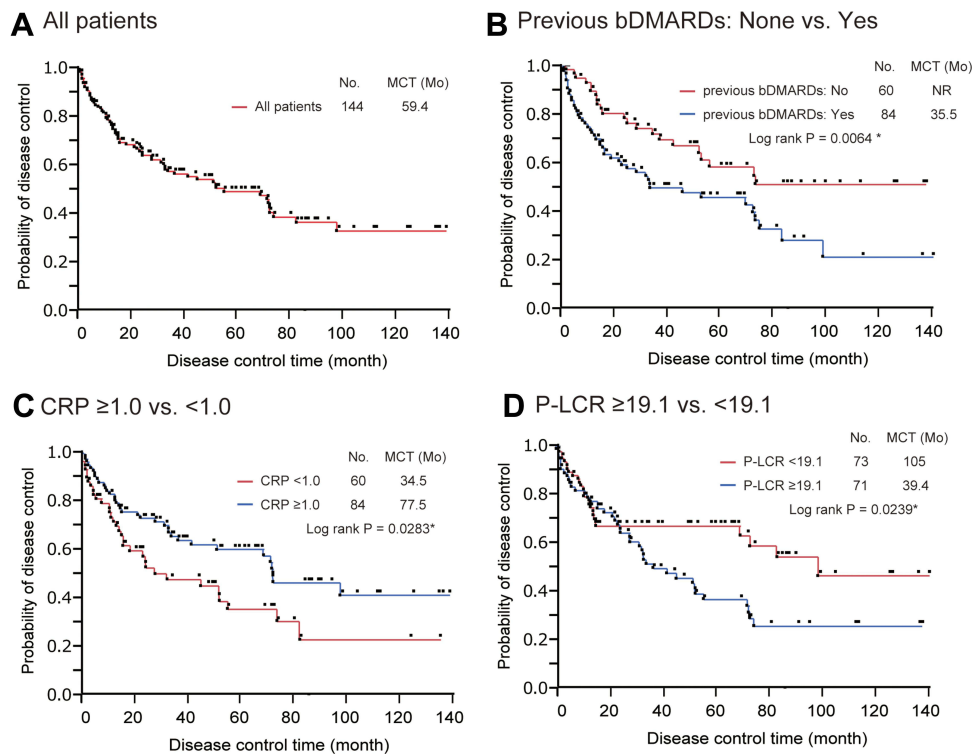 A All patients
No. MCT (Mo)
All patients 144 59.4
1.0
0.8
0.6
0.4
0.2
0.0
Probability of disease control
0 20 40 60 80 100 120 140
Disease control time (month)
B Previous bDMARDs: None vs. Yes
No. MCT (Mo)
previous bDMARDs: No 60 NR
previous bDMARDs: Yes 84 35.5
Log rank P = 0.0064 *
1.0
0.8
0.6
0.4
0.2
0.0
Probability of disease control
0 20 40 60 80 100 120 140
Disease control time (month)
C CRP ≥1.0 vs. <1.0
No. MCT (Mo)
CRP <1.0 60 34.5
CRP ≥1.0 84 77.5
Log rank P = 0.0283*
1.0
0.8
0.6
0.4
0.2
0.0
Probability of disease control
0 20 40 60 80 100 120 140
Disease control time (month)
D P-LCR ≥19.1 vs. <19.1
No. MCT (Mo)
P-LCR <19.1 73 105
P-LCR ≥19.1 71 39.4
Log rank P = 0.0239*
1.0
0.8
0.6
0.4
0.2
0.0
Probability of disease control
0 20 40 60 80 100 120 140
Disease control time (month)